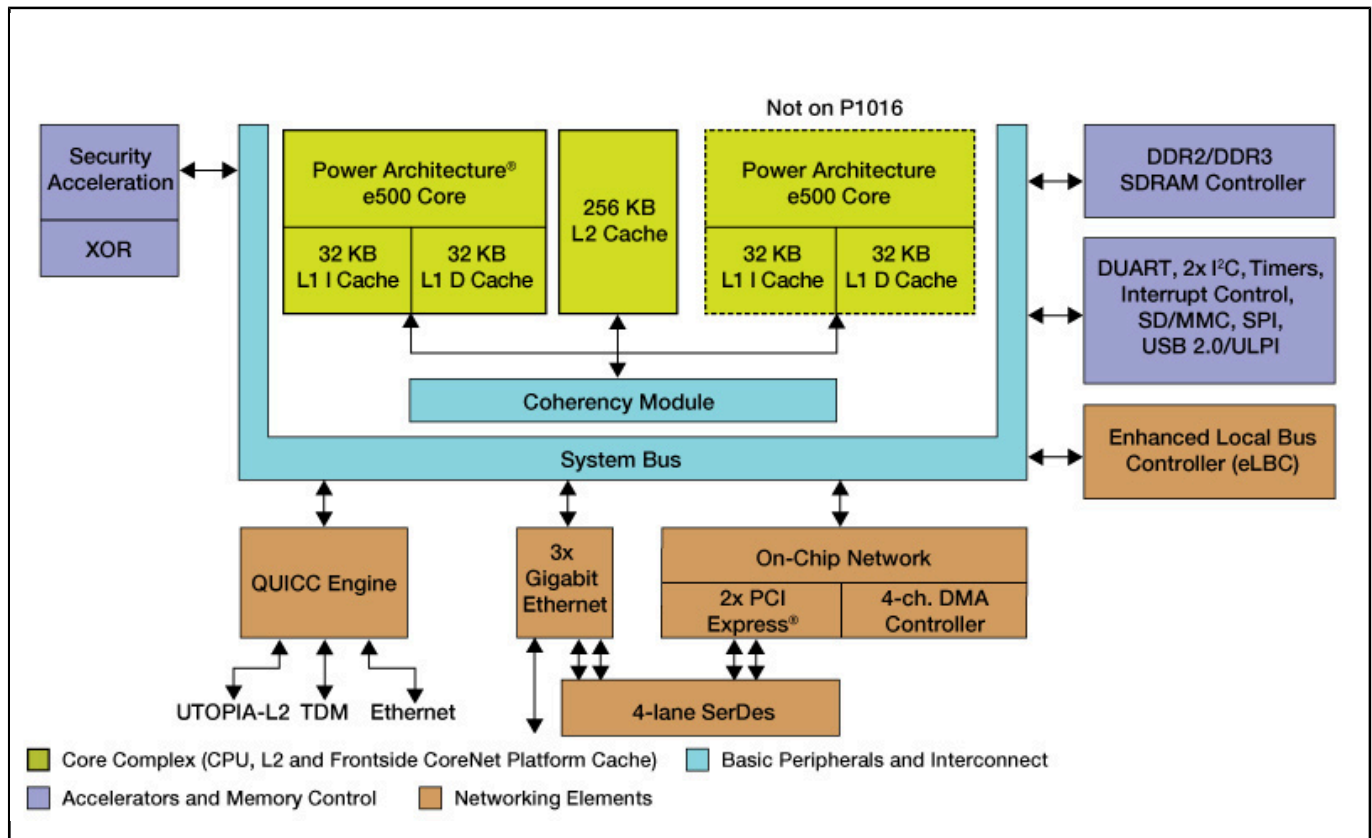 Not on P1016
Security
Acceleration
XOR
Power Architecture®
e500 Core
32 KB
L1 I Cache
32 KB
L1 D Cache
256 KB
L2 Cache
Power Architecture
e500 Core
32 KB
L1 I Cache
32 KB
L1 D Cache
DDR2/DDR3
SDRAM Controller
DUART, 2x I²C, Timers,
Interrupt Control,
SD/MMC, SPI,
USB 2.0/ULPI
Coherency Module
System Bus
Enhanced Local Bus
Controller (eLBC)
QUICC Engine
3x
Gigabit
Ethernet
On-Chip Network
2x PCI
Express®
4-ch. DMA
Controller
UTOPIA-L2 TDM Ethernet
4-lane SerDes
Core Complex (CPU, L2 and Frontside CoreNet Platform Cache)
Basic Peripherals and Interconnect
Accelerators and Memory Control
Networking Elements